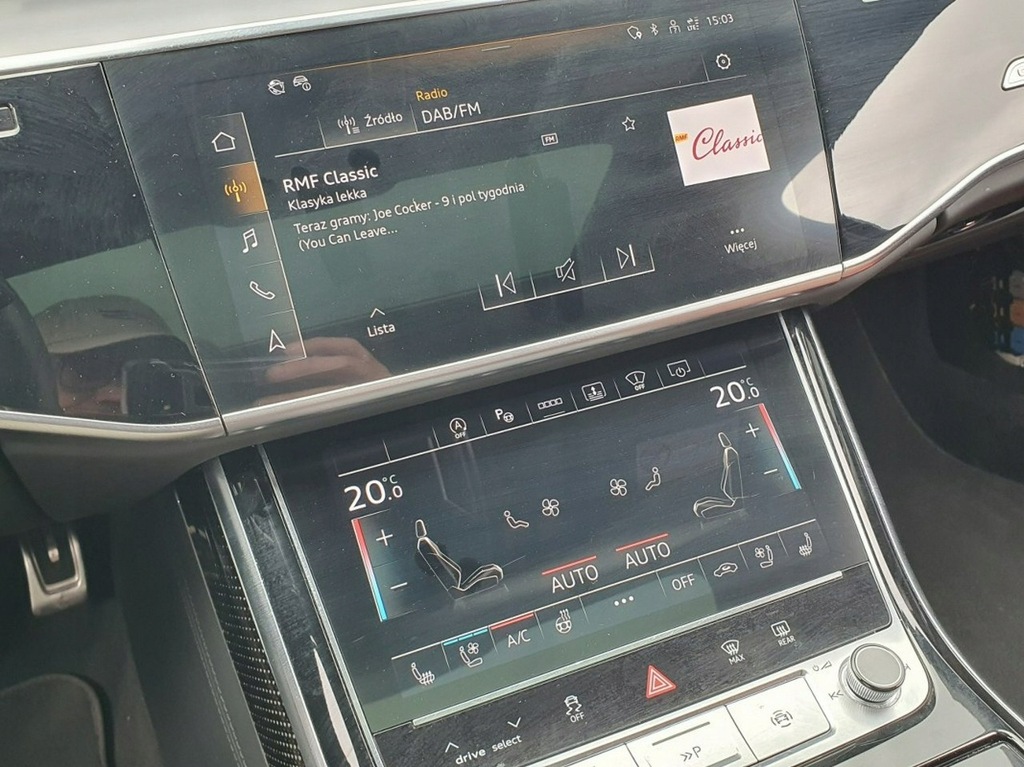 15:03
Radio
Źródło
DAB/FM
FM
RMF Classic
RMF Classic
Klasyka lekka
Teraz gramy: Joe Cocker - 9 i pol tygodnia
(You Can Leave...
Więcej
Lista
A
OFF
P
OFF
20.0 °C
20.0 °C
+
−
+
−
AUTO
AUTO
A/C
OFF
MAX
REAR
OFF
drive select
P